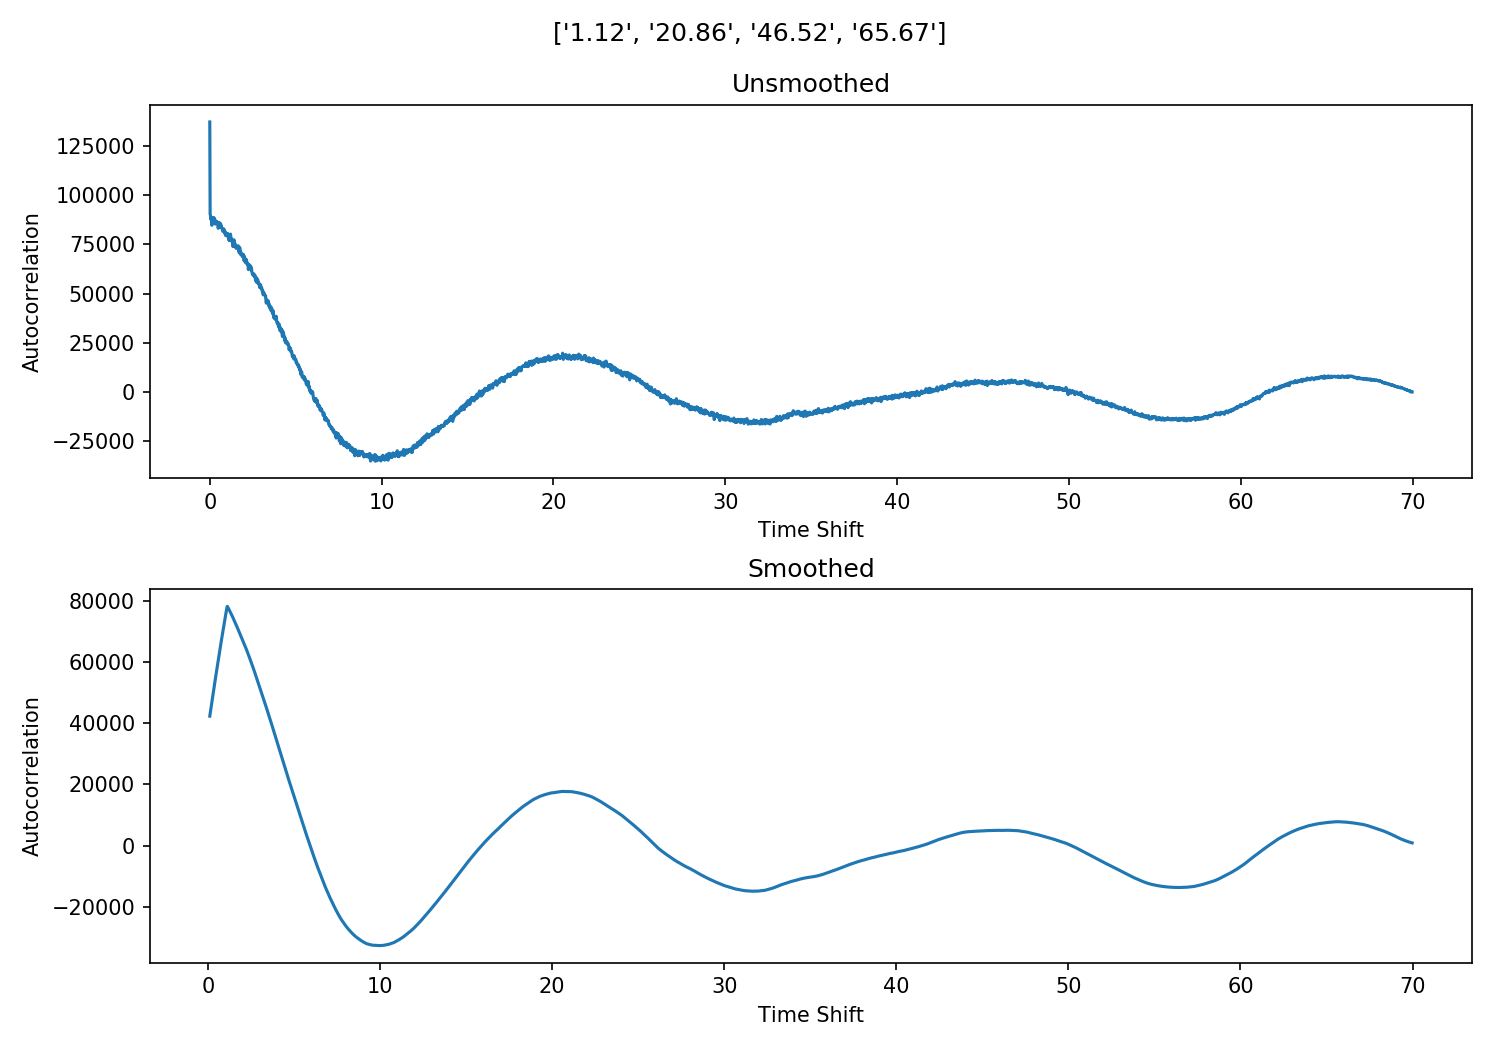 ['1.12', '20.86', '46.52', '65.67']
Unsmoothed
125000
100000
75000
50000
25000
0
−25000
Autocorrelation
0 10 20 30 40 50 60 70
Time Shift
Smoothed
80000
60000
40000
20000
0
−20000
Autocorrelation
0 10 20 30 40 50 60 70
Time Shift